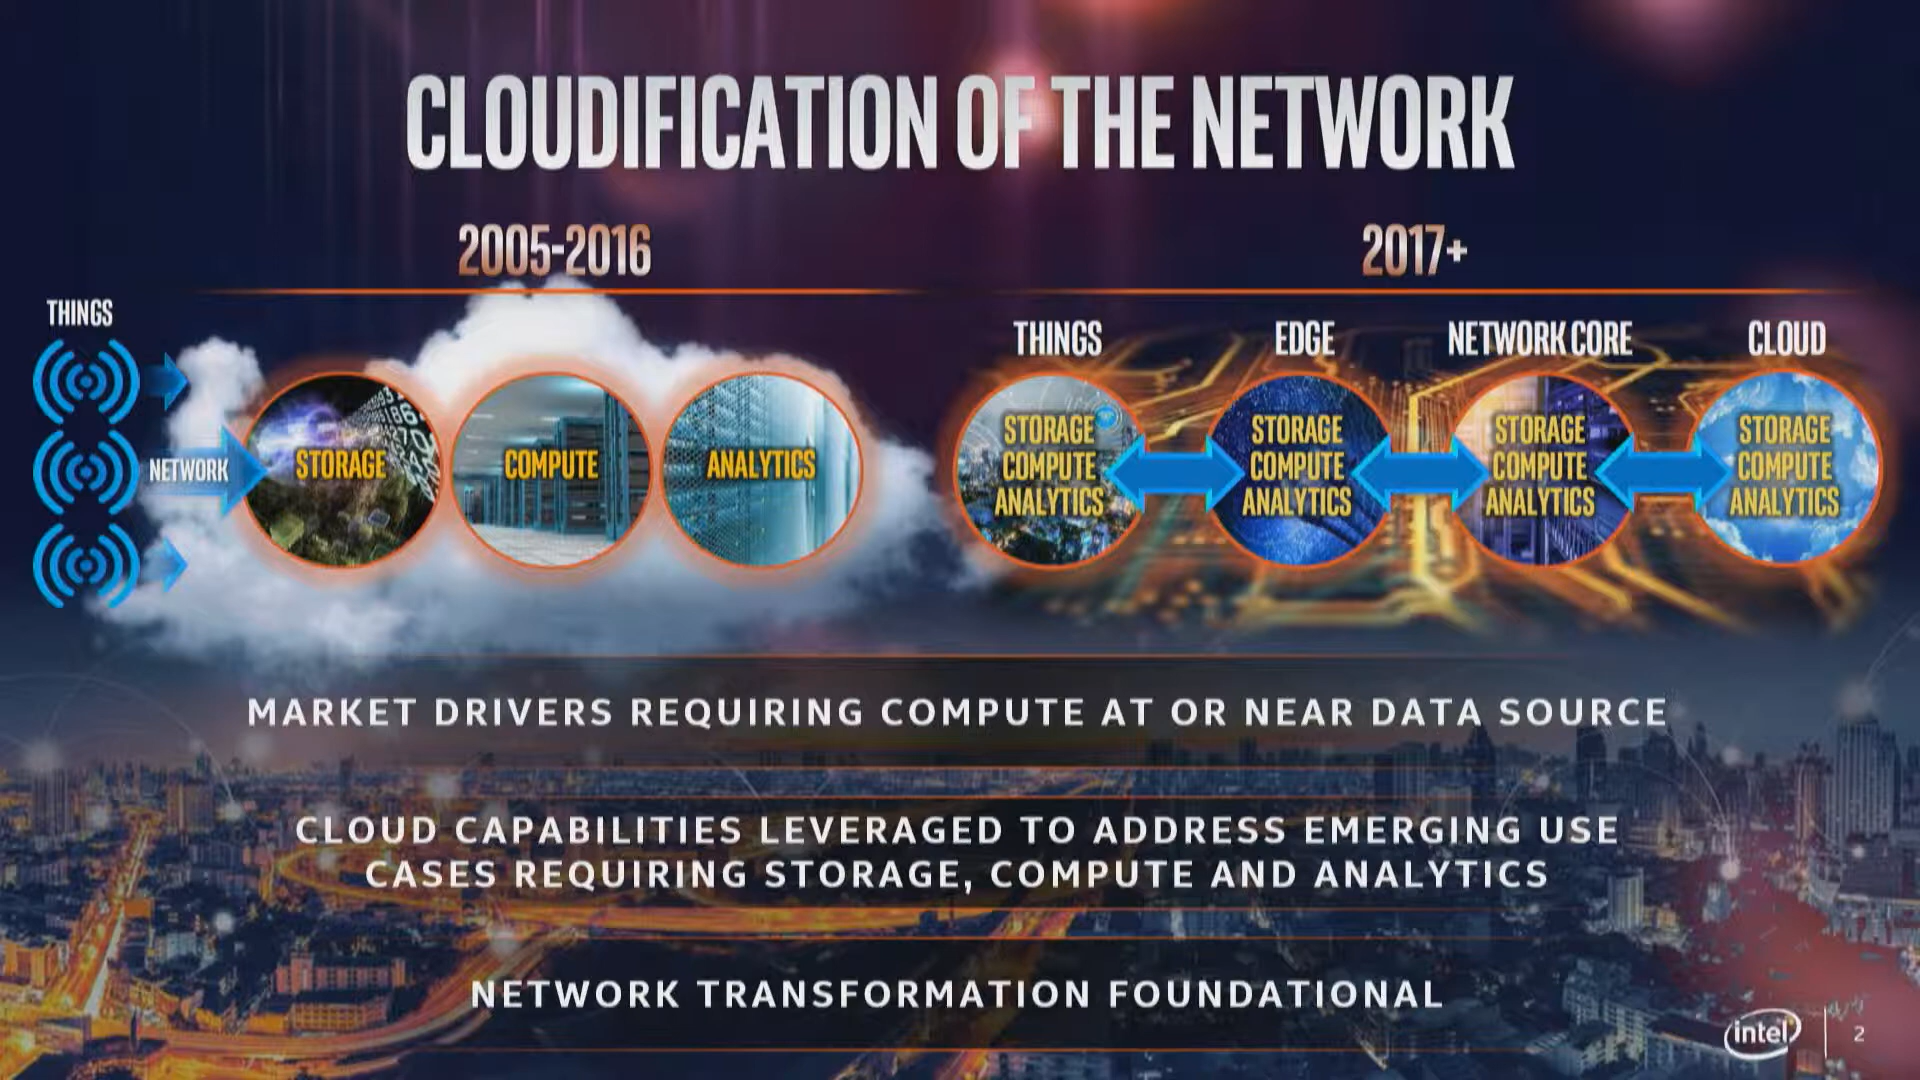 CLOUDIFICATION OF THE NETWORK
2005-2016
THINGS
NETWORK
STORAGE
COMPUTE
ANALYTICS
2017+
THINGS
STORAGE
COMPUTE
ANALYTICS
EDGE
STORAGE
COMPUTE
ANALYTICS
NETWORK CORE
STORAGE
COMPUTE
ANALYTICS
CLOUD
STORAGE
COMPUTE
ANALYTICS
MARKET DRIVERS REQUIRING COMPUTE AT OR NEAR DATA SOURCE
CLOUD CAPABILITIES LEVERAGED TO ADDRESS EMERGING USE
CASES REQUIRING STORAGE, COMPUTE AND ANALYTICS
NETWORK TRANSFORMATION FOUNDATIONAL
intel
2